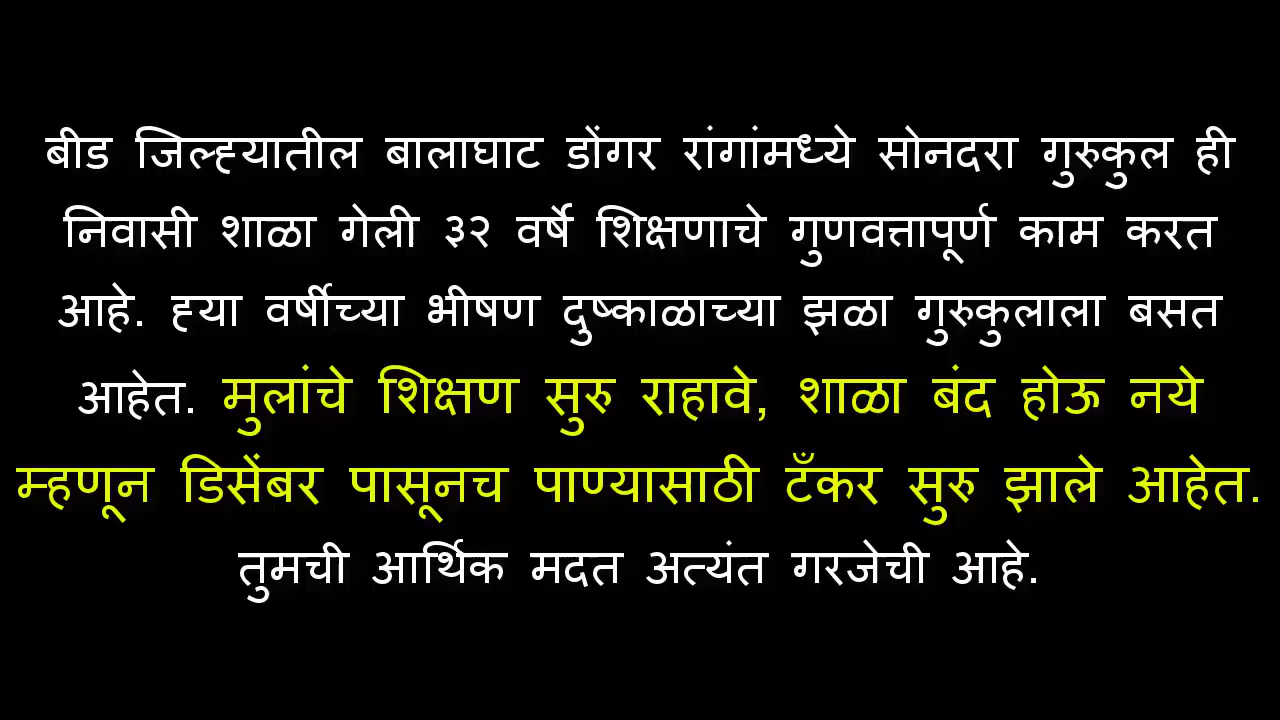 बीड जिल्ह्यातील बालाघाट डोंगर रांगांमध्ये सोनदरा गुरुकुल ही
निवासी शाळा गेली ३२ वर्षे शिक्षणाचे गुणवत्तापूर्ण काम करत
आहे. ह्या वर्षीच्या भीषण दुष्काळाच्या झळा गुरुकुलाला बसत
आहेत. मुलांचे शिक्षण सुरु राहावे, शाळा बंद होऊ नये
म्हणून डिसेंबर पासूनच पाण्यासाठी टँकर सुरु झाले आहेत.
तुमची आर्थिक मदत अत्यंत गरजेची आहे.